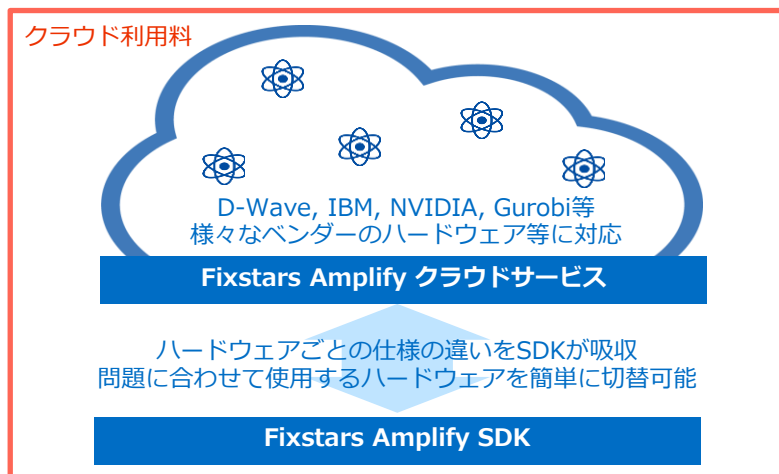 クラウド利用料
D-Wave, IBM, NVIDIA, Gurobi等
様々なベンダーのハードウェア等に対応
Fixstars Amplify クラウドサービス
ハードウェアごとの仕様の違いをSDKが吸収
問題に合わせて使用するハードウェアを簡単に切替可能
Fixstars Amplify SDK